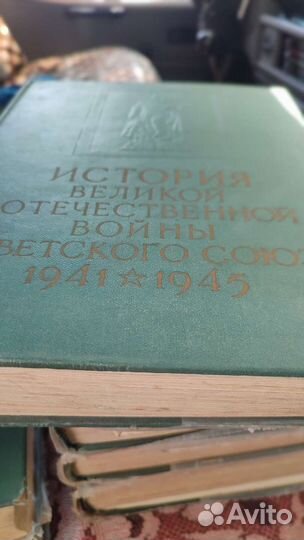 ИСТОРИЯ
ВЕЛИКОЙ
ОТЕЧЕСТВЕННОЙ
ВОЙНЫ
ВЕТСКОГО СОЮЗ
1941 ★ 1945
Avito